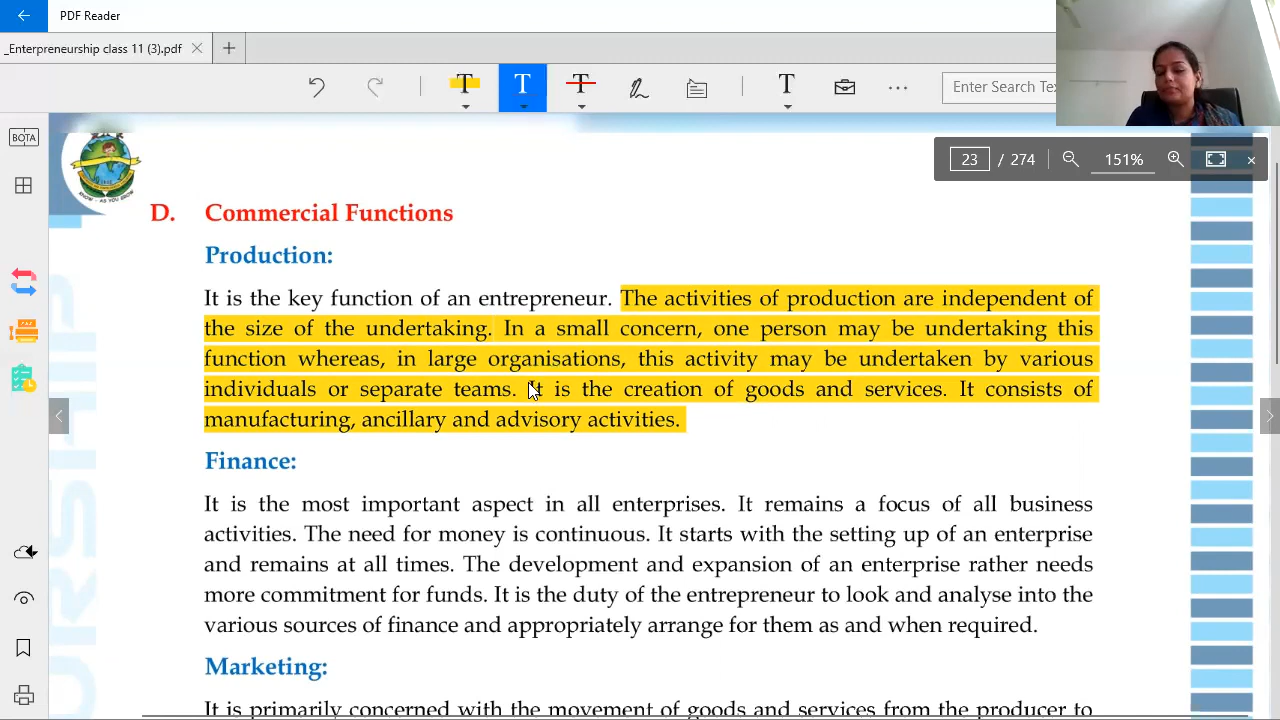 PDF Reader
_Enterpreneurship class 11 (3).pdf
Enter Search Te
BOTA
23 / 274
151%
KNOW - AS YOU SHOW
D. Commercial Functions
Production:
It is the key function of an entrepreneur. The activities of production are independent of
the size of the undertaking. In a small concern, one person may be undertaking this
function whereas, in large organisations, this activity may be undertaken by various
individuals or separate teams. It is the creation of goods and services. It consists of
manufacturing, ancillary and advisory activities.
Finance:
It is the most important aspect in all enterprises. It remains a focus of all business
activities. The need for money is continuous. It starts with the setting up of an enterprise
and remains at all times. The development and expansion of an enterprise rather needs
more commitment for funds. It is the duty of the entrepreneur to look and analyse into the
various sources of finance and appropriately arrange for them as and when required.
Marketing:
It is primarily concerned with the movement of goods and services from the producer to
URSHIP